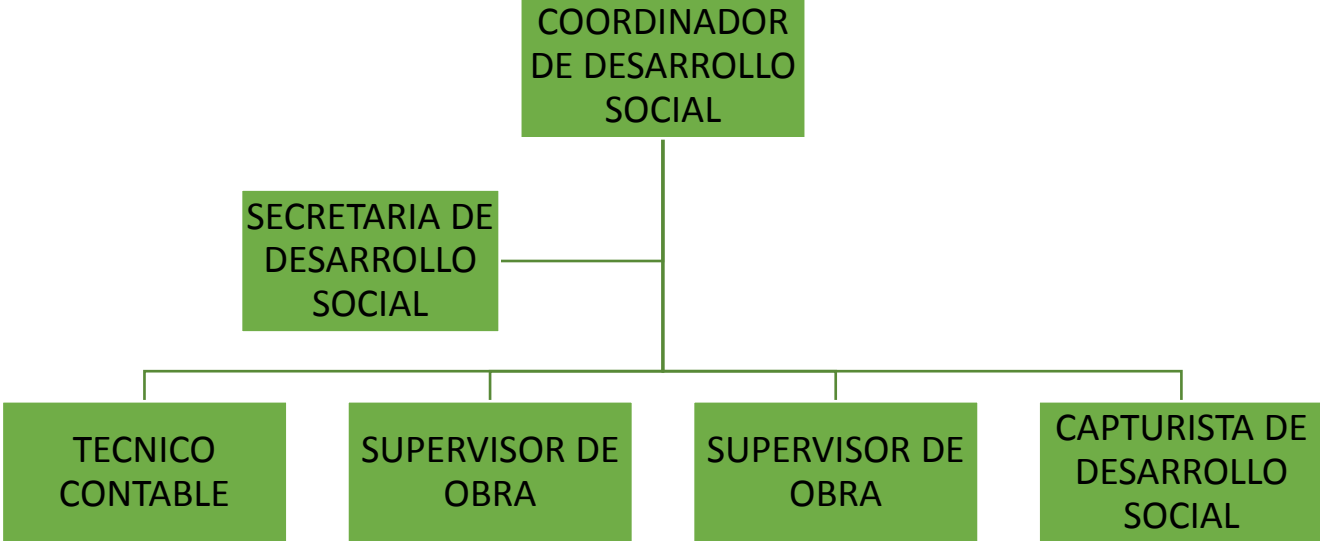 COORDINADOR
DE DESARROLLO
SOCIAL
SECRETARIA DE
DESARROLLO
SOCIAL
TECNICO
CONTABLE
SUPERVISOR DE
OBRA
SUPERVISOR DE
OBRA
CAPTURISTA DE
DESARROLLO
SOCIAL